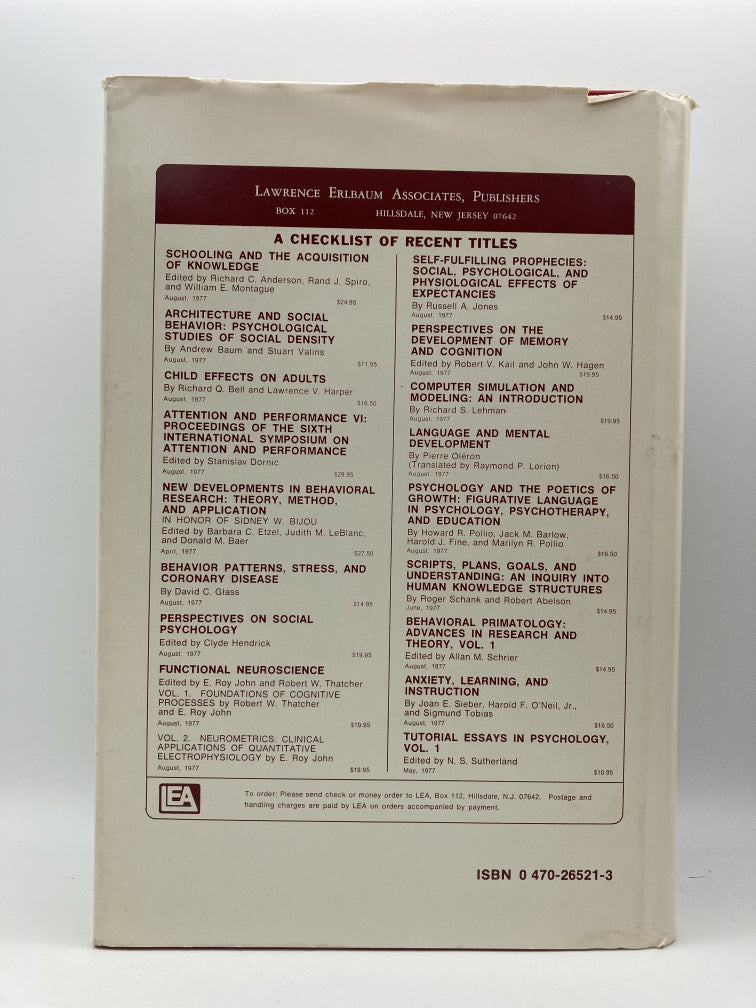 LAWRENCE ERLBAUM ASSOCIATES, PUBLISHERS
BOX 112 HILLSDALE, NEW JERSEY 07642
A CHECKLIST OF RECENT TITLES
SCHOOLING AND THE ACQUISITION
OF KNOWLEDGE
Edited by Richard C. Anderson, Rand J. Spiro,
and William E. Montague
August, 1977 $24.95
ARCHITECTURE AND SOCIAL
BEHAVIOR: PSYCHOLOGICAL
STUDIES OF SOCIAL DENSITY
By Andrew Baum and Stuart Valins
August, 1977 $11.95
CHILD EFFECTS ON ADULTS
By Richard Q. Bell and Lawrence V. Harper
August, 1977 $16.50
ATTENTION AND PERFORMANCE VI:
PROCEEDINGS OF THE SIXTH
INTERNATIONAL SYMPOSIUM ON
ATTENTION AND PERFORMANCE
Edited by Stanislav Dornic
August, 1977 $29.95
NEW DEVELOPMENTS IN BEHAVIORAL
RESEARCH: THEORY, METHOD,
AND APPLICATION
IN HONOR OF SIDNEY W. BIJOU
Edited by Barbara C. Etzel, Judith M. LeBlanc,
and Donald M. Baer
April, 1977 $27.50
BEHAVIOR PATTERNS, STRESS, AND
CORONARY DISEASE
By David C. Glass
August, 1977 $14.95
PERSPECTIVES ON SOCIAL
PSYCHOLOGY
Edited by Clyde Hendrick
August, 1977 $19.95
FUNCTIONAL NEUROSCIENCE
Edited by E. Roy John and Robert W. Thatcher
VOL. 1. FOUNDATIONS OF COGNITIVE
PROCESSES by Robert W. Thatcher
and E. Roy John
August, 1977 $19.95
VOL. 2. NEUROMETRICS: CLINICAL
APPLICATIONS OF QUANTITATIVE
ELECTROPHYSIOLOGY by E. Roy John
August, 1977 $19.95
SELF-FULFILLING PROPHECIES:
SOCIAL, PSYCHOLOGICAL, AND
PHYSIOLOGICAL EFFECTS OF
EXPECTANCIES
By Russell A. Jones
August, 1977 $14.95
PERSPECTIVES ON THE
DEVELOPMENT OF MEMORY
AND COGNITION
Edited by Robert V. Kail and John W. Hagen
August, 1977 $19.95
COMPUTER SIMULATION AND
MODELING: AN INTRODUCTION
By Richard S. Lehman
August, 1977 $19.95
LANGUAGE AND MENTAL
DEVELOPMENT
By Pierre Oléron
(Translated by Raymond P. Lorion)
August, 1977 $16.50
PSYCHOLOGY AND THE POETICS OF
GROWTH: FIGURATIVE LANGUAGE
IN PSYCHOLOGY, PSYCHOTHERAPY,
AND EDUCATION
By Howard R. Pollio, Jack M. Barlow,
Harold J. Fine, and Marilyn R. Pollio
August, 1977 $16.50
SCRIPTS, PLANS, GOALS, AND
UNDERSTANDING: AN INQUIRY INTO
HUMAN KNOWLEDGE STRUCTURES
By Roger Schank and Robert Abelson
June, 1977 $14.95
BEHAVIORAL PRIMATOLOGY:
ADVANCES IN RESEARCH AND
THEORY, VOL. 1
Edited by Allan M. Schrier
August, 1977 $14.95
ANXIETY, LEARNING, AND
INSTRUCTION
By Joan E. Sieber, Harold F. O'Neil, Jr.,
and Sigmund Tobias
August, 1977 $16.50
TUTORIAL ESSAYS IN PSYCHOLOGY,
VOL. 1
Edited by N. S. Sutherland
May, 1977 $10.95
LEA
To order: Please send check or money order to LEA, Box 112, Hillsdale, N.J. 07642. Postage and
handling charges are paid by LEA on orders accompanied by payment.
ISBN 0 470-26521-3